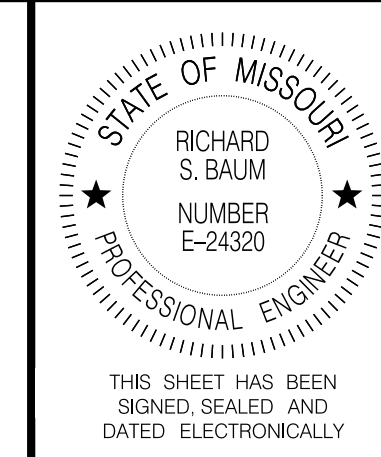 STATE OF MISSOURI
RICHARD
S. BAUM
NUMBER
E–24320
PROFESSIONAL ENGINEER
THIS SHEET HAS BEEN
SIGNED, SEALED AND
DATED ELECTRONICALLY